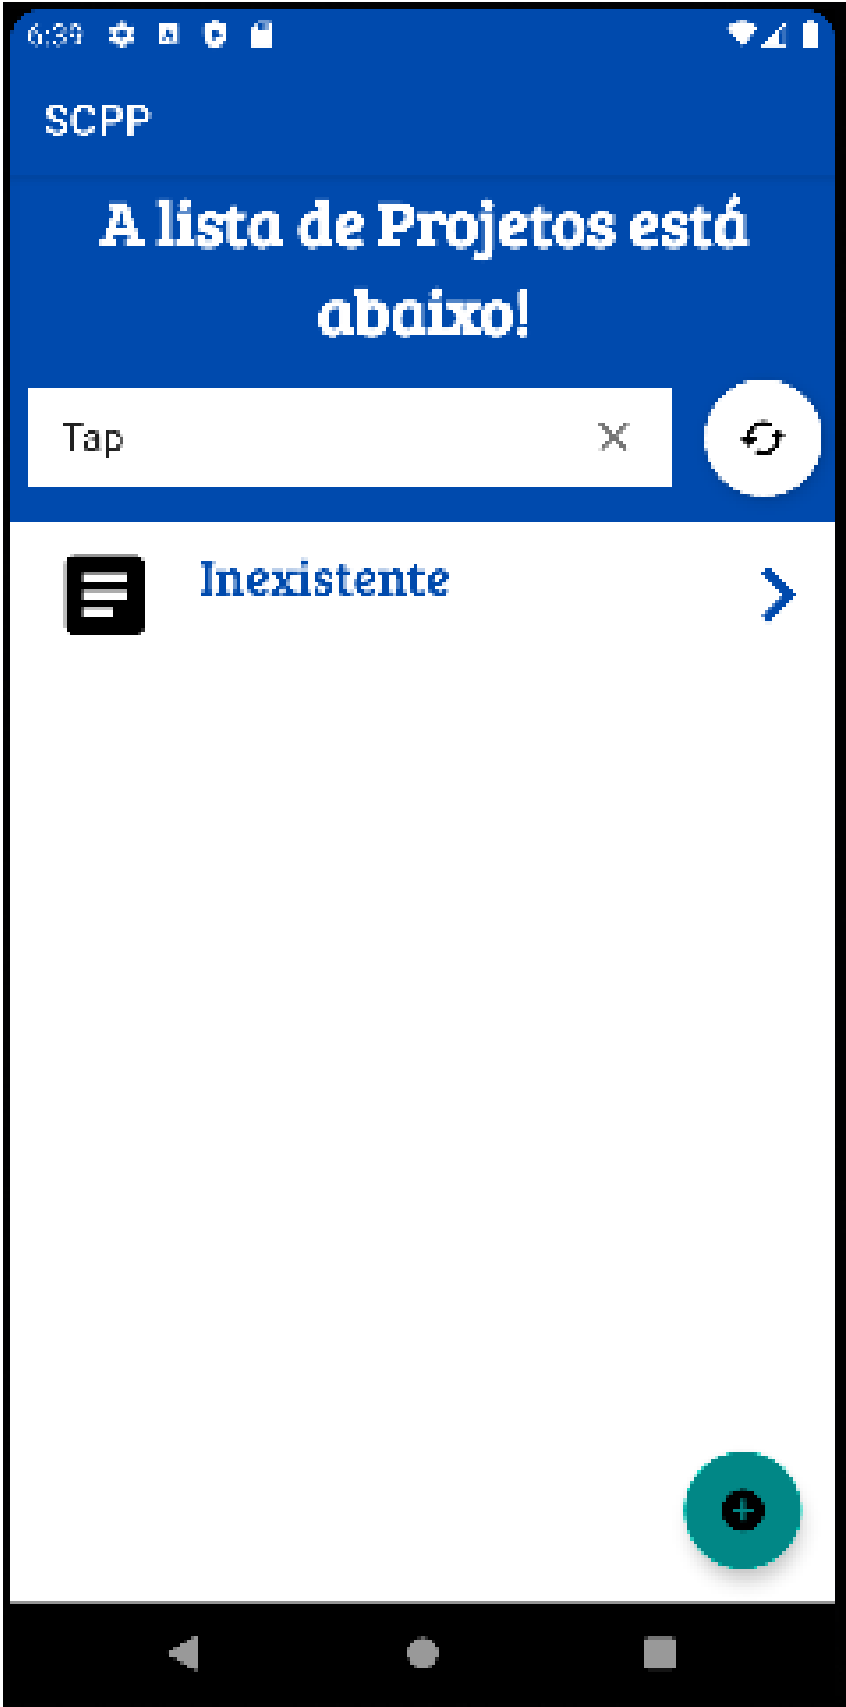 6:39
SCPP
A lista de Projetos está
abaixo!
Tap
Inexistente